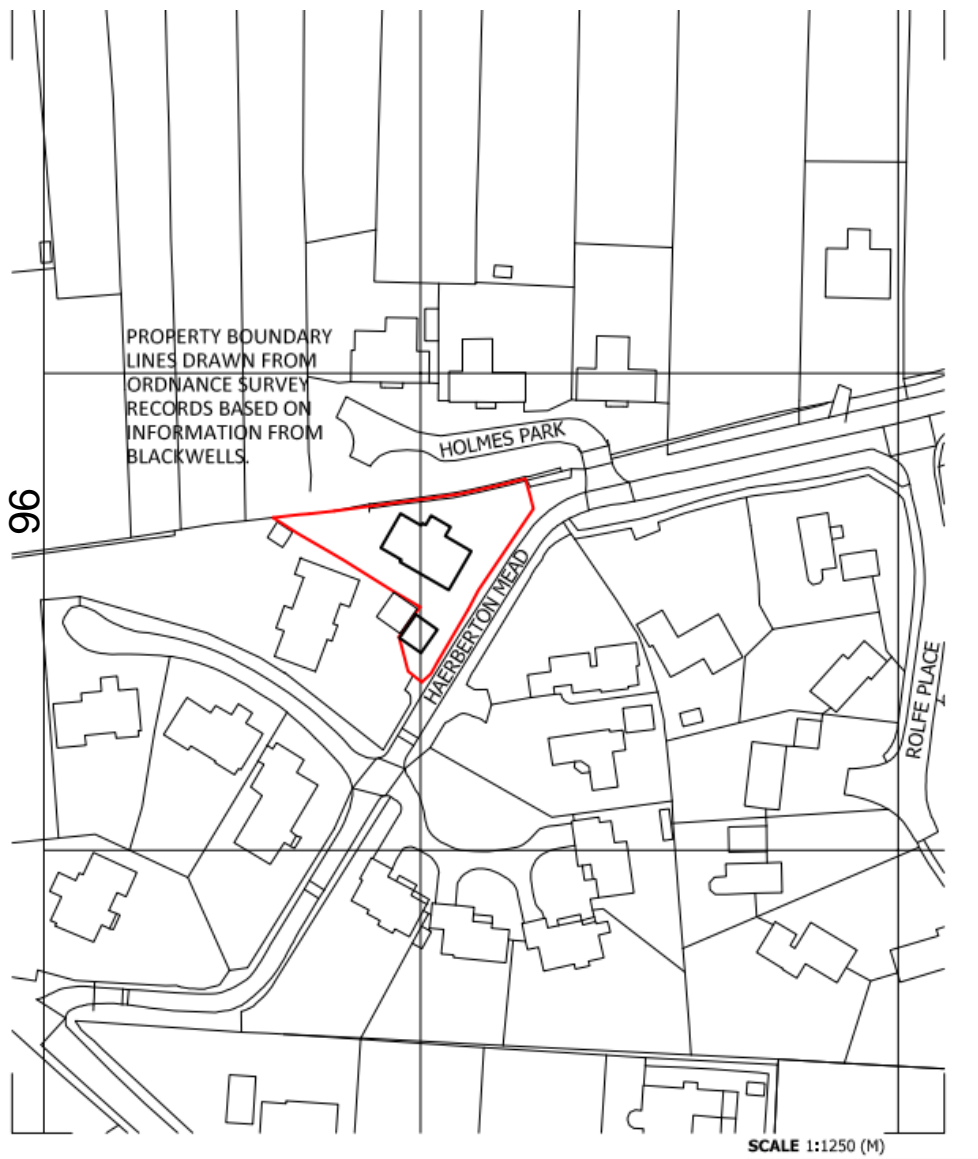 PROPERTY BOUNDARY
LINES DRAWN FROM
ORDNANCE SURVEY
RECORDS BASED ON
INFORMATION FROM
BLACKWELLS.
HOLMES PARK
96
HAERBERTON MEAD
ROLFE PLACE
SCALE 1:1250 (M)